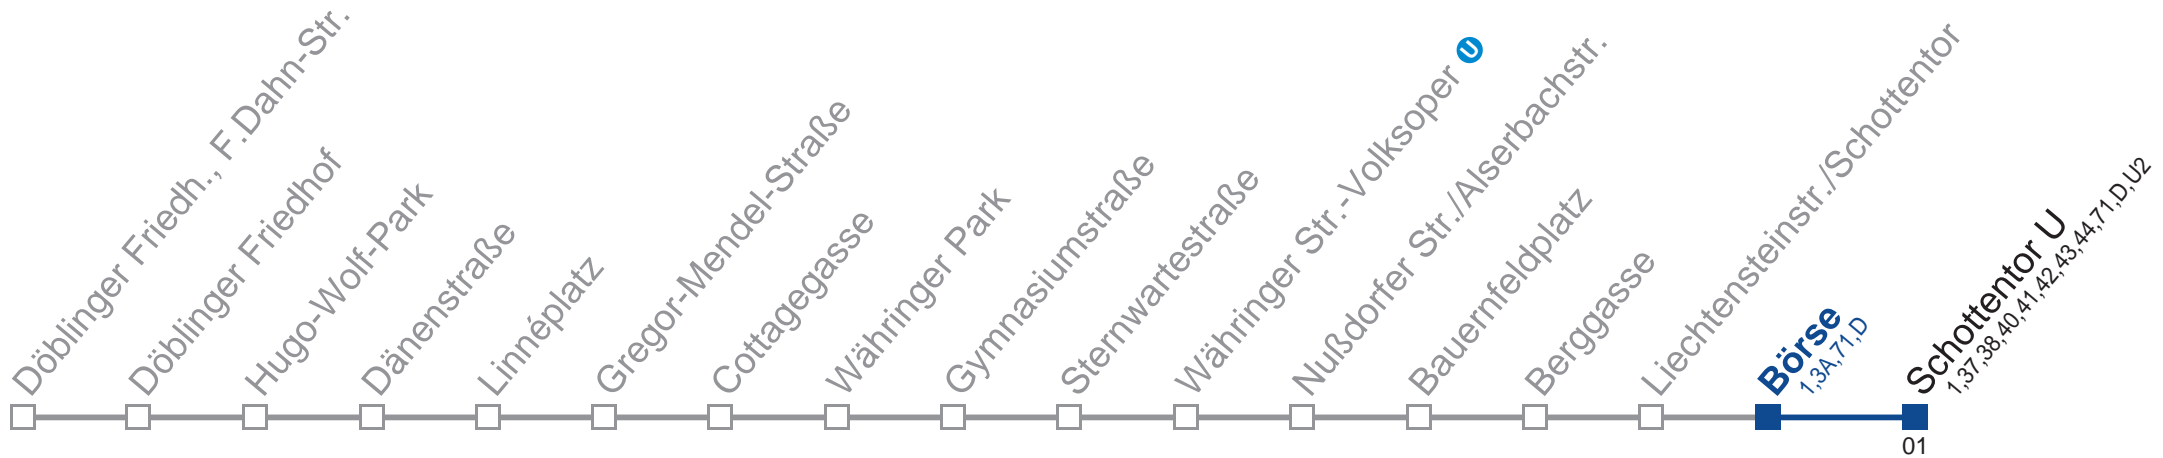 Döblinger Friedh., F.Dahn-Str.
Döblinger Friedhof
Hugo-Wolf-Park
Dänenstraße
Linnéplatz
Gregor-Mendel-Straße
Cottagegasse
Währinger Park
Gymnasiumstraße
Sternwartestraße
Währinger Str.-Volksoper U
Nußdorfer Str./Alserbachstr.
Bauernfeldplatz
Berggasse
Liechtensteinstr./Schottentor
Börse
1,3A,71,D
Schottentor U
1,37,38,40,41,42,43,44,71,D,U2
01